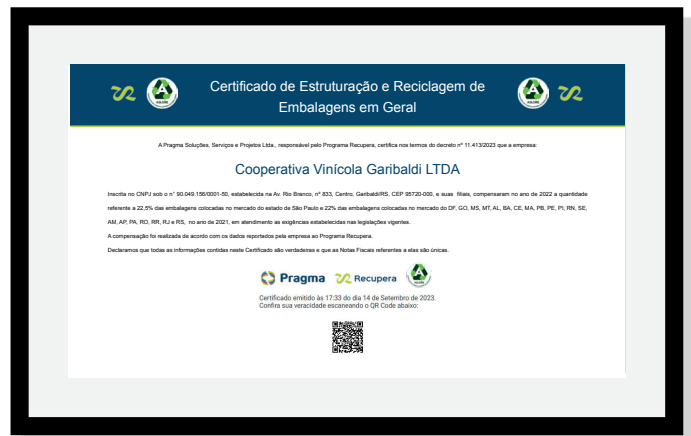 Certificado de Estruturação e Reciclagem de
Embalagens em Geral
A Pragma Soluções, Serviços e Projetos Ltda., responsável pelo Programa Recupera, certifica nos termos do decreto nº 11.413/2023 que a empresa:
Cooperativa Vinícola Garibaldi LTDA
Inscrita no CNPJ sob o n° 90.049.156/0001-50, estabelecida na Av. Rio Branco, nº 833, Centro, Garibaldi/RS, CEP 95720-000, e suas filiais, compensaram no ano de 2022 a quantidade
referente a 22,5% das embalagens colocadas no mercado do estado de São Paulo e 22% das embalagens colocadas no mercado do DF, GO, MS, MT, AL, BA, CE, MA, PB, PE, PI, RN, SE,
AM, AP, PA, RO, RR, RJ e RS, no ano de 2021, em atendimento as exigências estabelecidas nas legislações vigentes.
A compensação foi realizada de acordo com os dados reportados pela empresa ao Programa Recupera.
Declaramos que todas as informações contidas neste Certificado são verdadeiras e que as Notas Fiscais referentes a elas são únicas.
Pragma Recupera
Certificado emitido às 17:33 do dia 14 de Setembro de 2023.
Confira sua veracidade escaneando o QR Code abaixo: